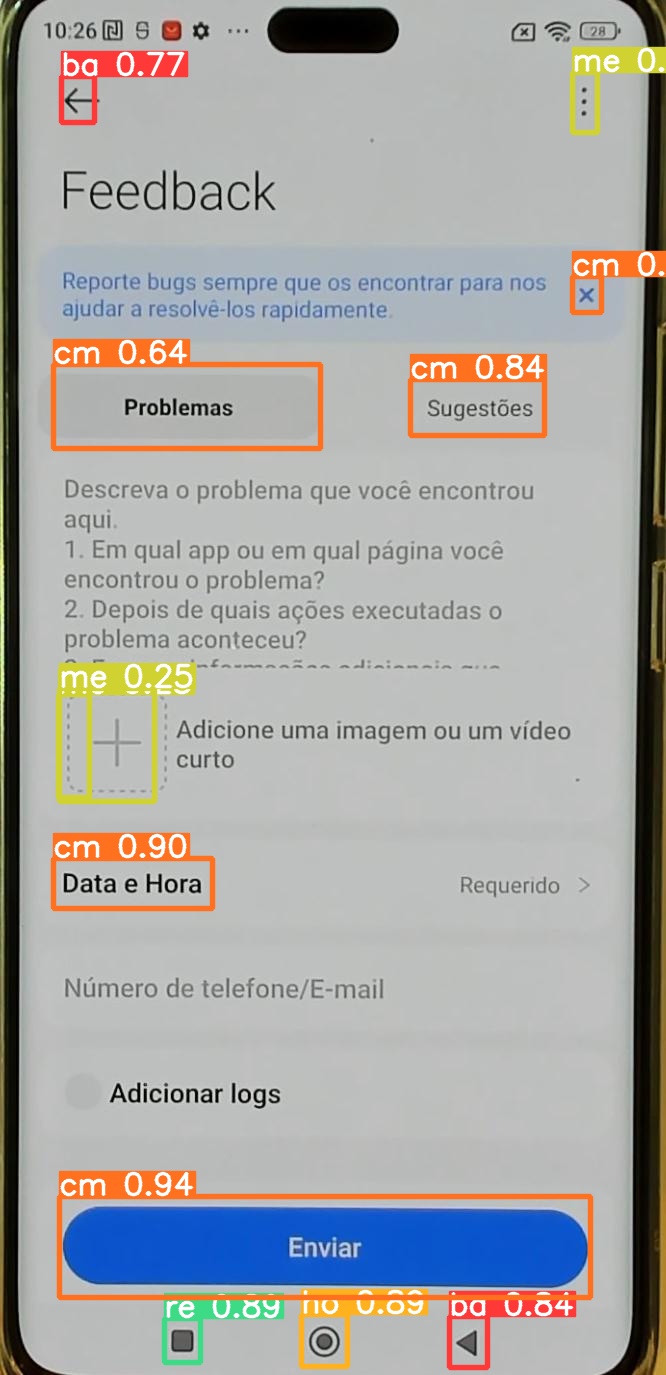 10:26 ... 28
ba 0.77
me 0.
Feedback
cm 0.
Reporte bugs sempre que os encontrar para nos
ajudar a resolvê-los rapidamente.
cm 0.64
cm 0.84
Problemas
Sugestões
Descreva o problema que você encontrou
aqui.
1. Em qual app ou em qual página você
encontrou o problema?
2. Depois de quais ações executadas o
problema aconteceu?
me 0.25
Adicione uma imagem ou um vídeo
curto
cm 0.90
Data e Hora
Requerido >
Número de telefone/E-mail
Adicionar logs
cm 0.94
Enviar
re 0.89
ho 0.89
ba 0.84